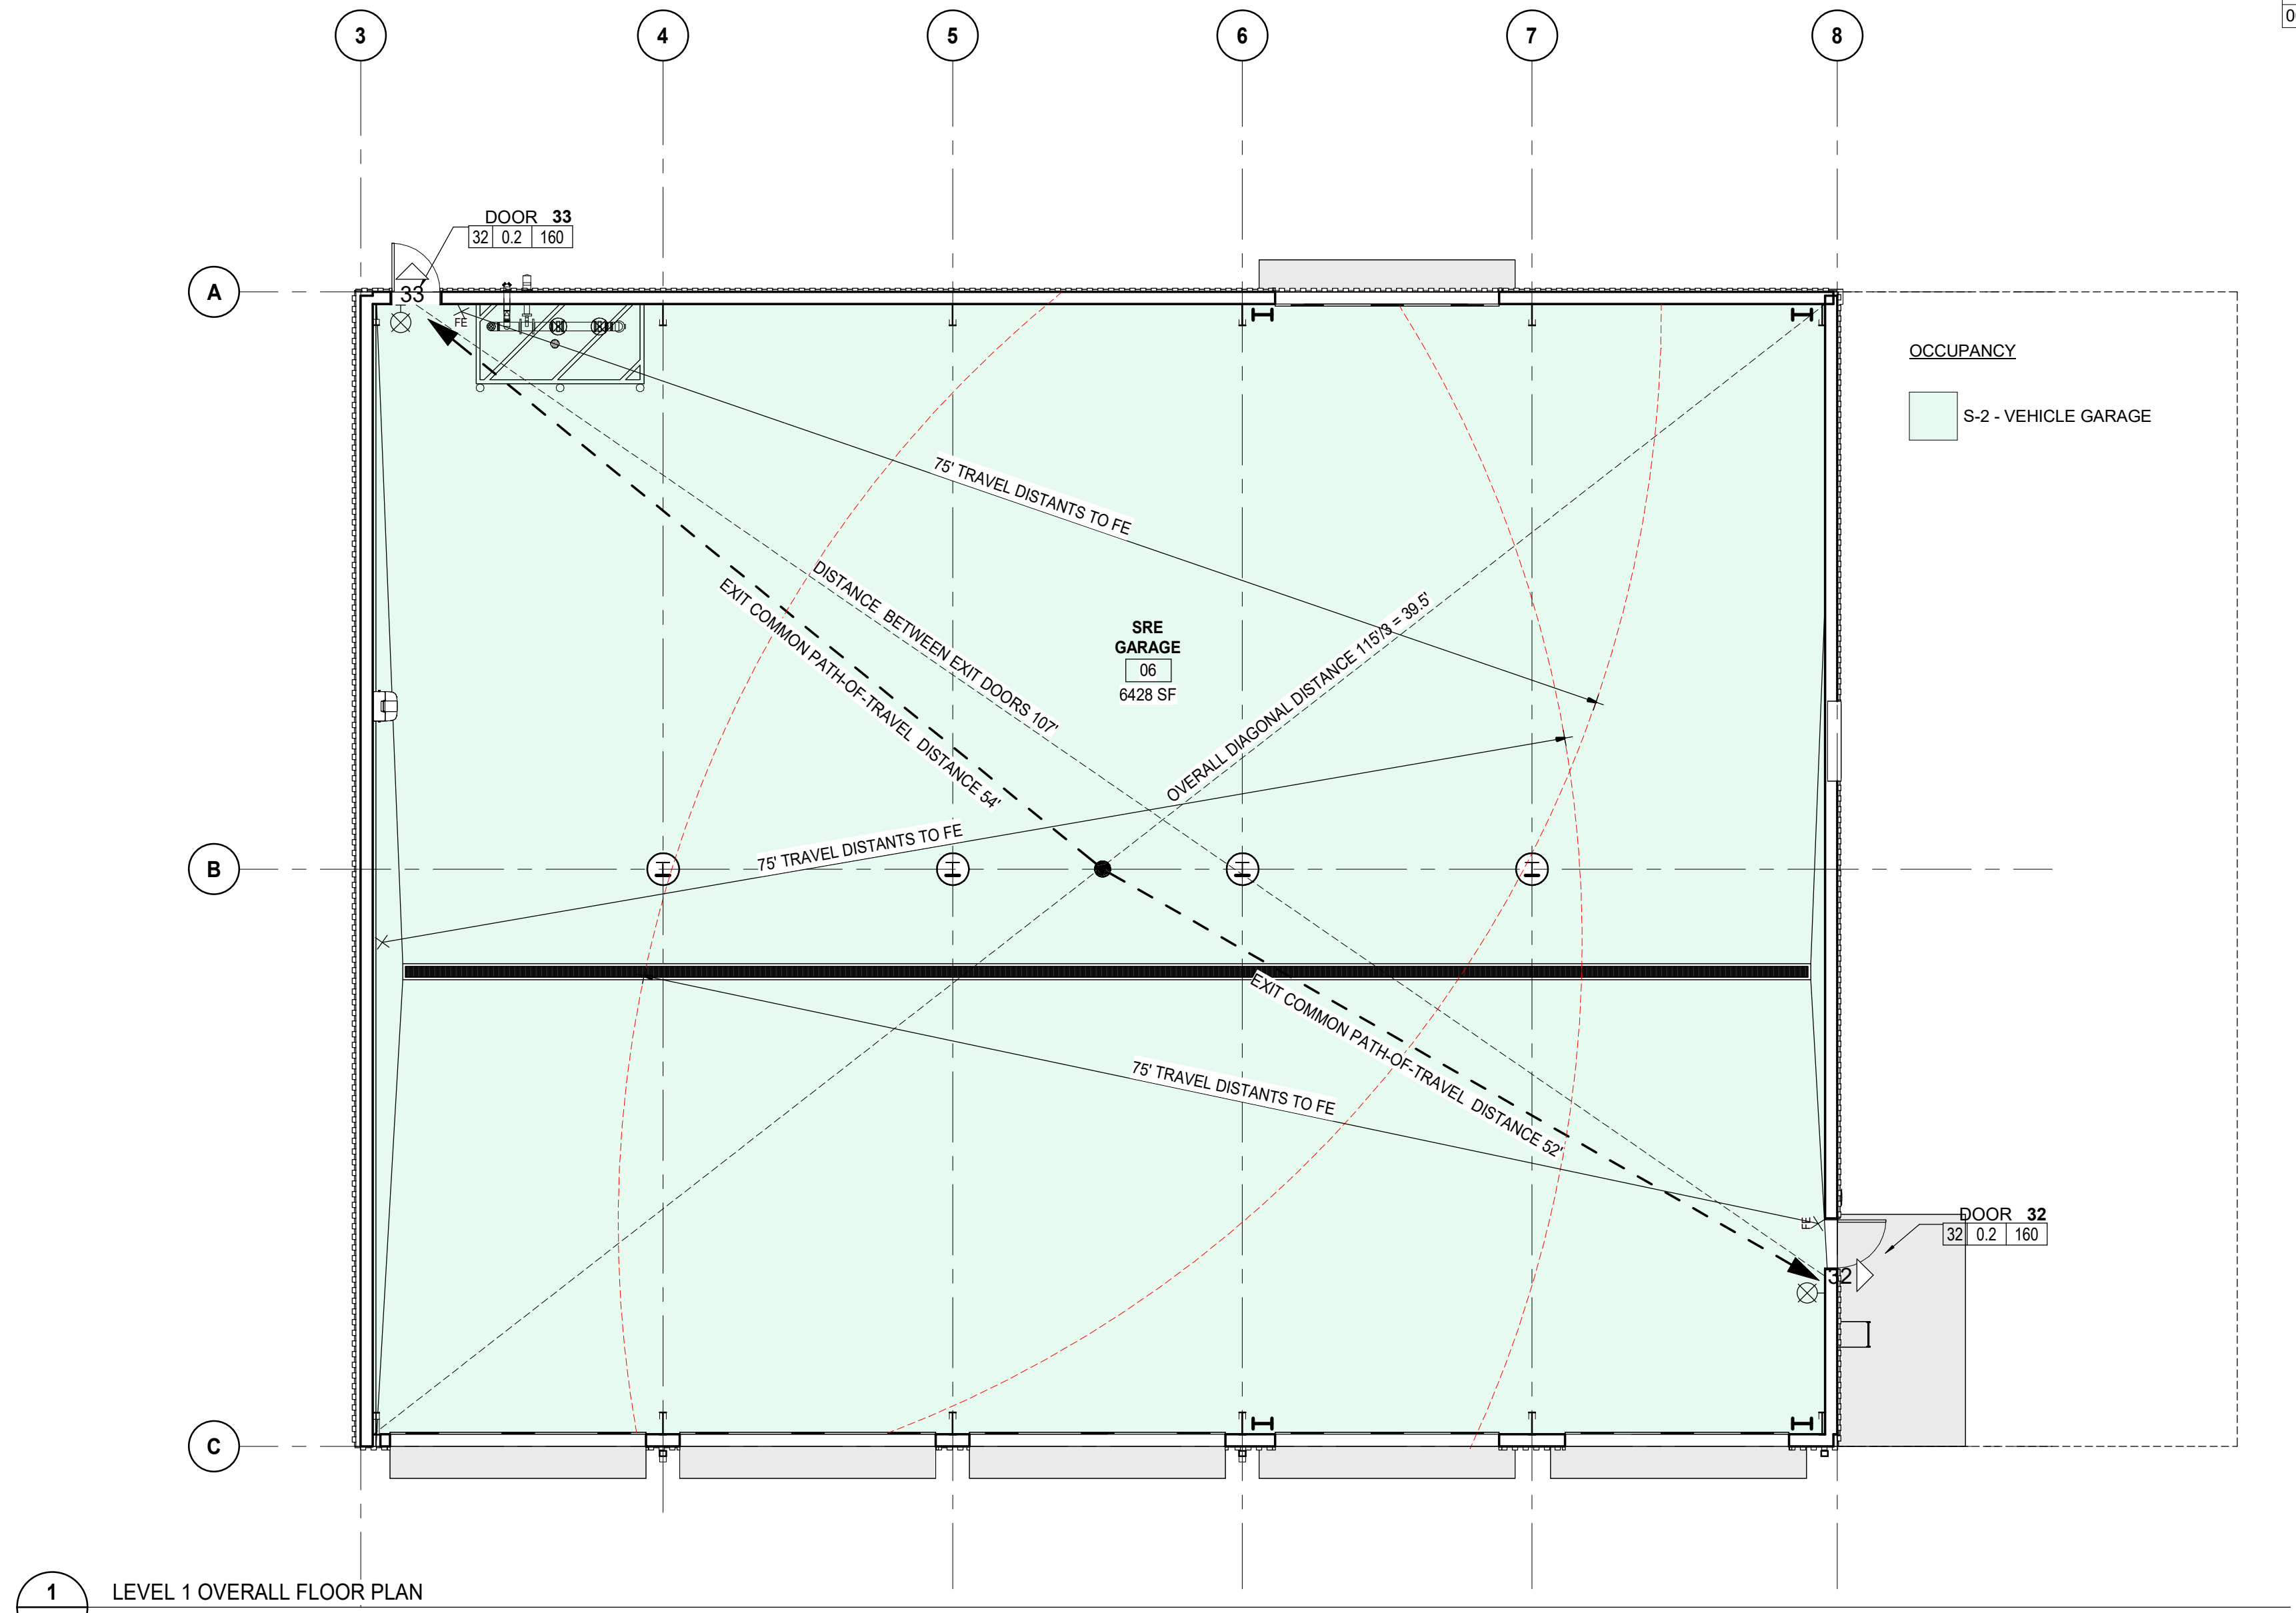 3 4 5 6 7 8
0
DOOR 33
32 0.2 160
A
33
FE
OCCUPANCY
S-2 - VEHICLE GARAGE
75' TRAVEL DISTANTS TO FE
DISTANCE BETWEEN EXIT DOORS 107'
EXIT COMMON PATH-OF-TRAVEL DISTANCE 54'
SRE
GARAGE
06
6428 SF
OVERALL DIAGONAL DISTANCE 115'/3 = 39.5'
75' TRAVEL DISTANTS TO FE
B
EXIT COMMON PATH-OF-TRAVEL DISTANCE 52'
75' TRAVEL DISTANTS TO FE
FE
DOOR 32
32 0.2 160
32
C
1
LEVEL 1 OVERALL FLOOR PLAN